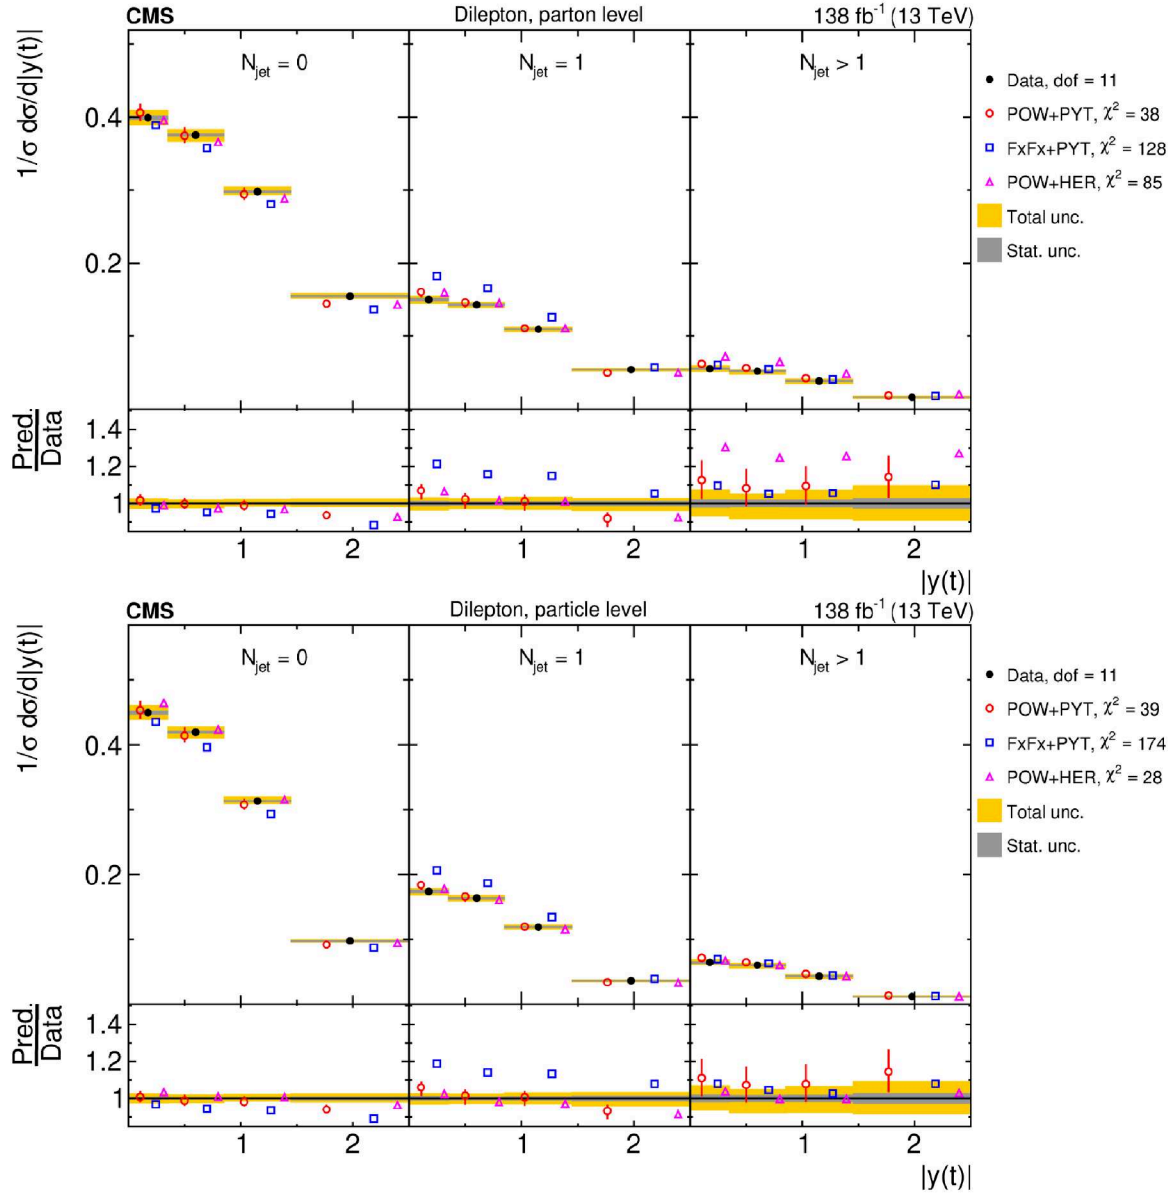 CMS Dilepton, parton level 138 fb⁻¹ (13 TeV)
1/σ dσ/d|y(t)|
N_jet = 0 N_jet = 1 N_jet > 1
0.4
0.2
Data, dof = 11
POW+PYT, χ² = 38
FxFx+PYT, χ² = 128
POW+HER, χ² = 85
Total unc.
Stat. unc.
Pred.
Data
1.4
1.2
1
1 2 1 2 1 2
|y(t)|
CMS Dilepton, particle level 138 fb⁻¹ (13 TeV)
1/σ dσ/d|y(t)|
N_jet = 0 N_jet = 1 N_jet > 1
0.4
0.2
Data, dof = 11
POW+PYT, χ² = 39
FxFx+PYT, χ² = 174
POW+HER, χ² = 28
Total unc.
Stat. unc.
Pred.
Data
1.4
1.2
1
1 2 1 2 1 2
|y(t)|